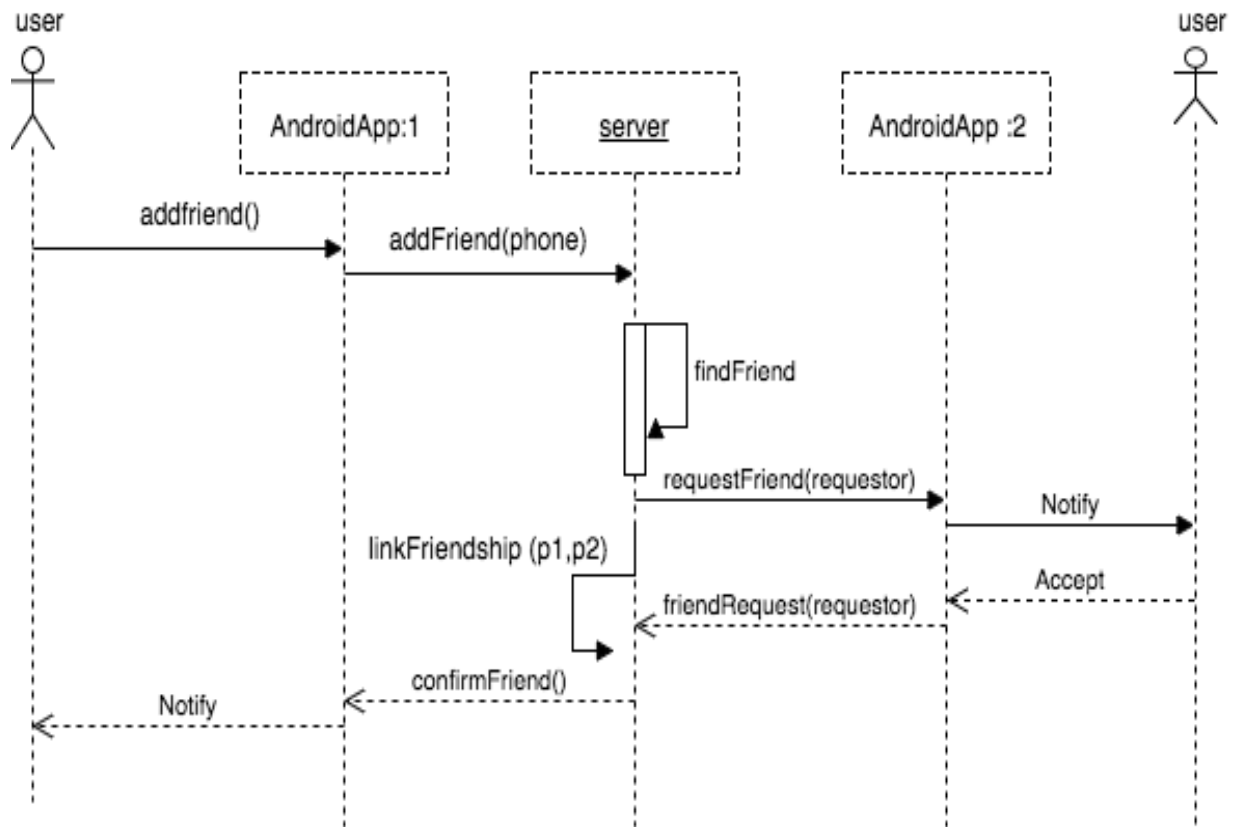 user
user
AndroidApp:1
server
AndroidApp :2
addfriend()
addFriend(phone)
findFriend
requestFriend(requestor)
Notify
linkFriendship (p1,p2)
Accept
friendRequest(requestor)
confirmFriend()
Notify